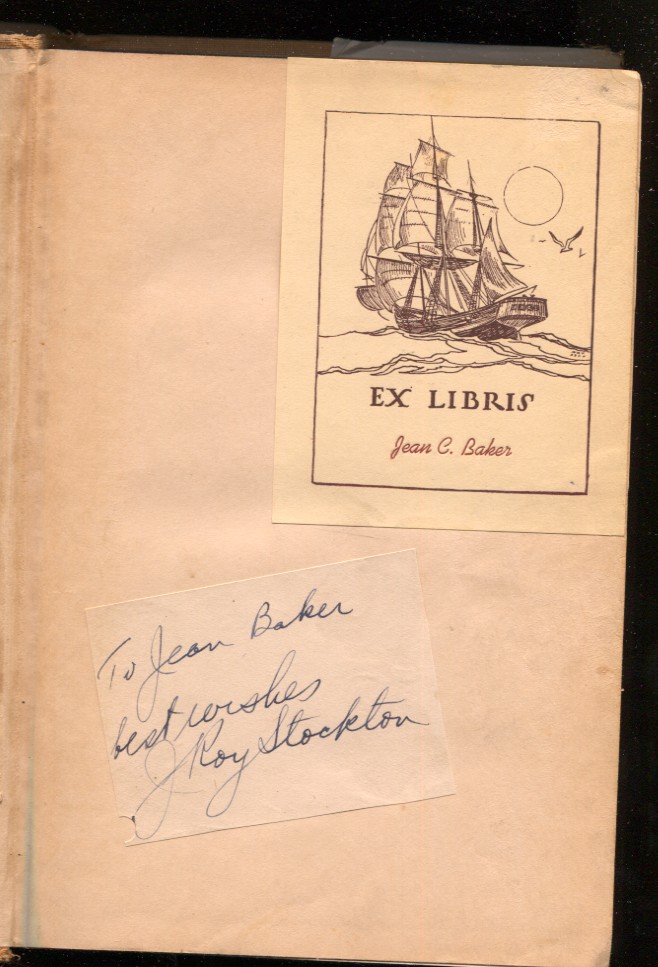 EX LIBRIS
Jean C. Baker
To Jean Baker
best wishes
J Roy Stockton